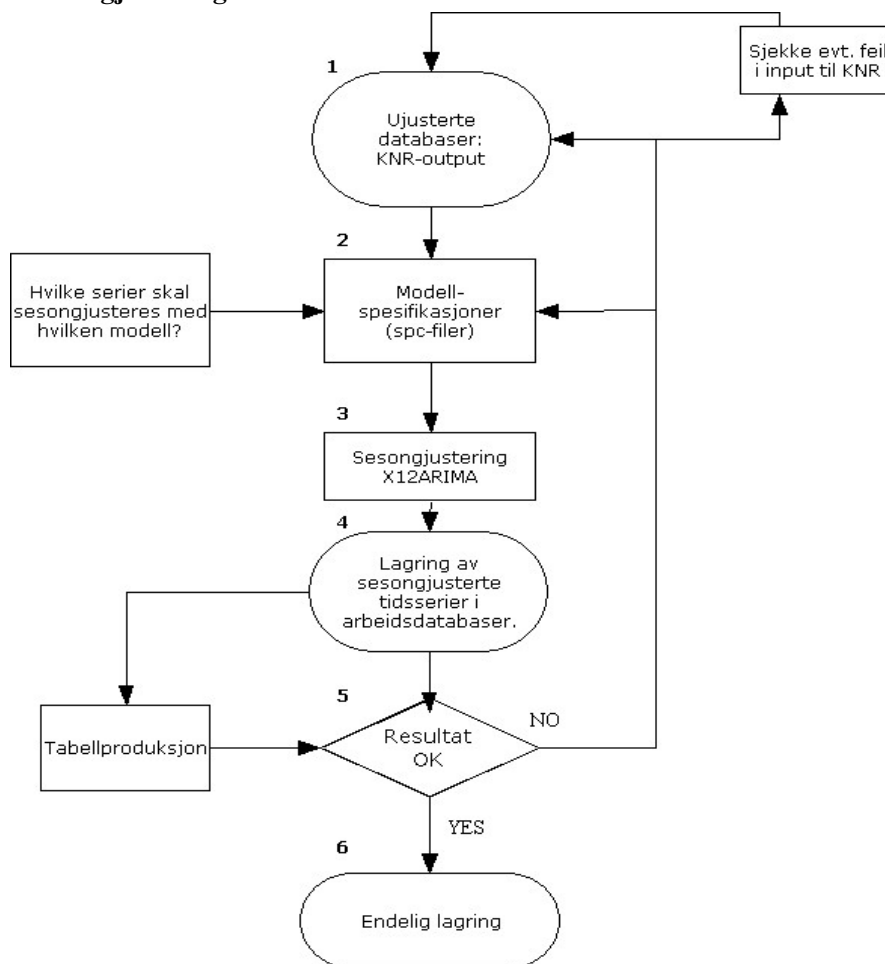 1
Sjekke evt. feil
i input til KNR
Ujusterte
databaser:
KNR-output
2
Hvilke serier skal
sesongjusteres med
hvilken modell?
Modell-
spesifikasjoner
(spc-filer)
3
Sesongjustering
X12ARIMA
4
Lagring av
sesongjusterte
tidsserier i
arbeidsdatabaser.
5
Tabellproduksjon
Resultat
OK
NO
YES
6
Endelig lagring